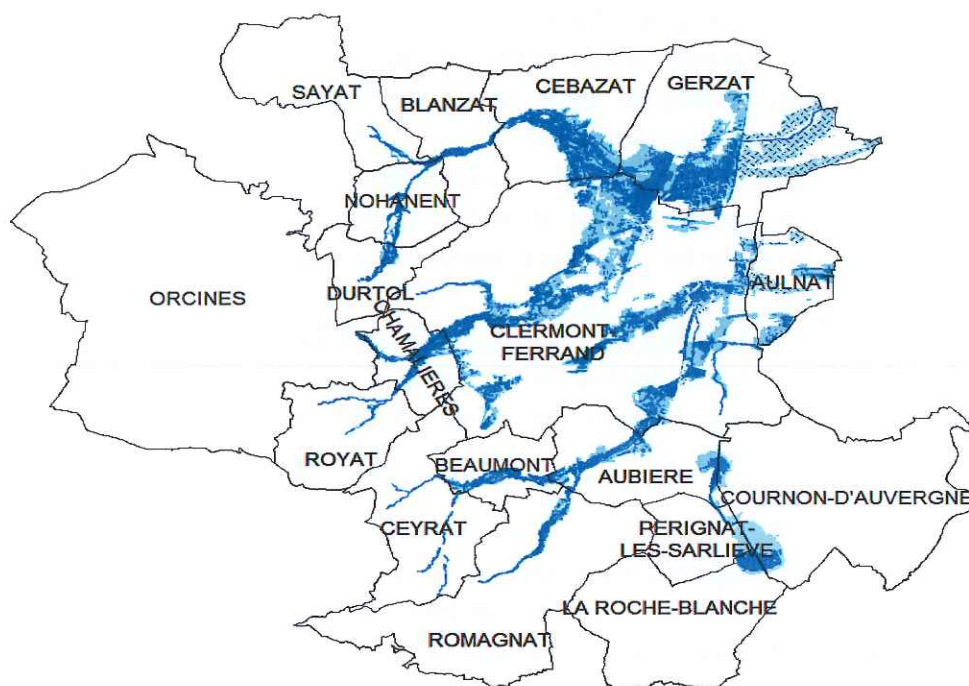 CEBAZAT
GERZAT
SAYAT
BLANZAT
NOHANENT
ORCINES
DURTOL
AULNAT
CHAMALIERES
CLERMONT-
FERRAND
ROYAT
BEAUMONT
AUBIERE
COURNON-D'AUVERGNE
CEYRAT
PERIGNAT-
LES-SARLIEVE
LA ROCHE-BLANCHE
ROMAGNAT